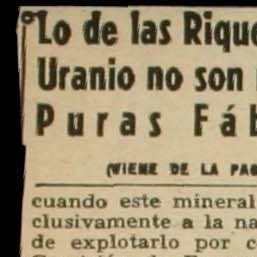 Lo de las Rique
Uranio no son
Puras Fáb
(VIENE DE LA PAG
cuando este mineral
clusivamente a la na
de explotarlo por c